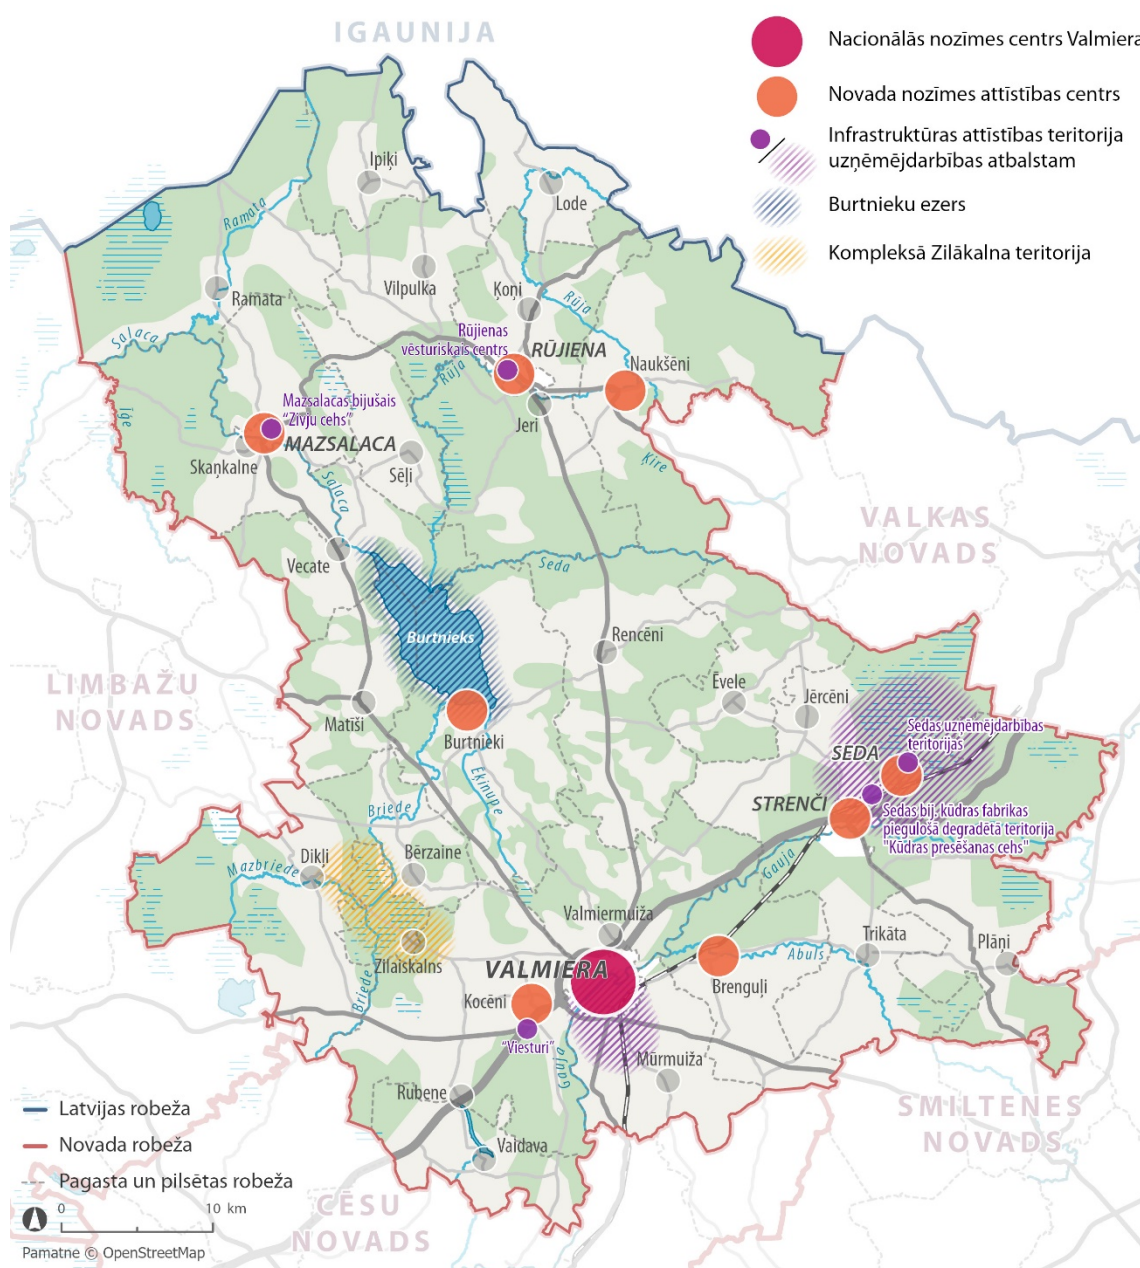 IGAUNIJA
Nacionālās nozīmes centrs Valmiera
Novada nozīmes attīstības centrs
Infrastruktūras attīstības teritorija
uzņēmējdarbības atbalstam
Burtnieku ezers
Kompleksā Zilākalna teritorija
Ipiķi
Lode
Ramata
Vilpulka
Ķoņi
Ramata
Rūja
Salaca
Rūjienas
vēsturiskais centrs
RŪJIENA
Naukšēni
Rūja
Īģe
Mazsalacas bijušais
"Zivju cehs"
MAZSALACA
Jeri
Skaņkalne
Sēļi
Ķire
Salaca
VALKAS
NOVADS
Vecate
Seda
Burtnieks
Rencēni
LIMBAŽU
NOVADS
Ēvele
Jērcēni
Matīši
Burtnieki
Sedas uzņēmējdarbības
teritorijas
SEDA
Eķinupe
STRENČI
Sedas bij. kūdras fabrikas
piegulošā degradētā teritorija
"Kūdras presēšanas cehs"
Briede
Dikļi
Mazbriede
Bērzaine
Gauja
Valmiermuiža
Trikāta
Plāņi
Zilaiskalns
VALMIERA
Abuls
Brenguļi
Briede
Kocēni
"Viesturi"
Gauja
Mūrmuiža
Rubene
Vaidava
SMILTENES
NOVADS
CĒSU
NOVADS
Latvijas robeža
Novada robeža
Pagasta un pilsētas robeža
0 10 km
Pamatne © OpenStreetMap